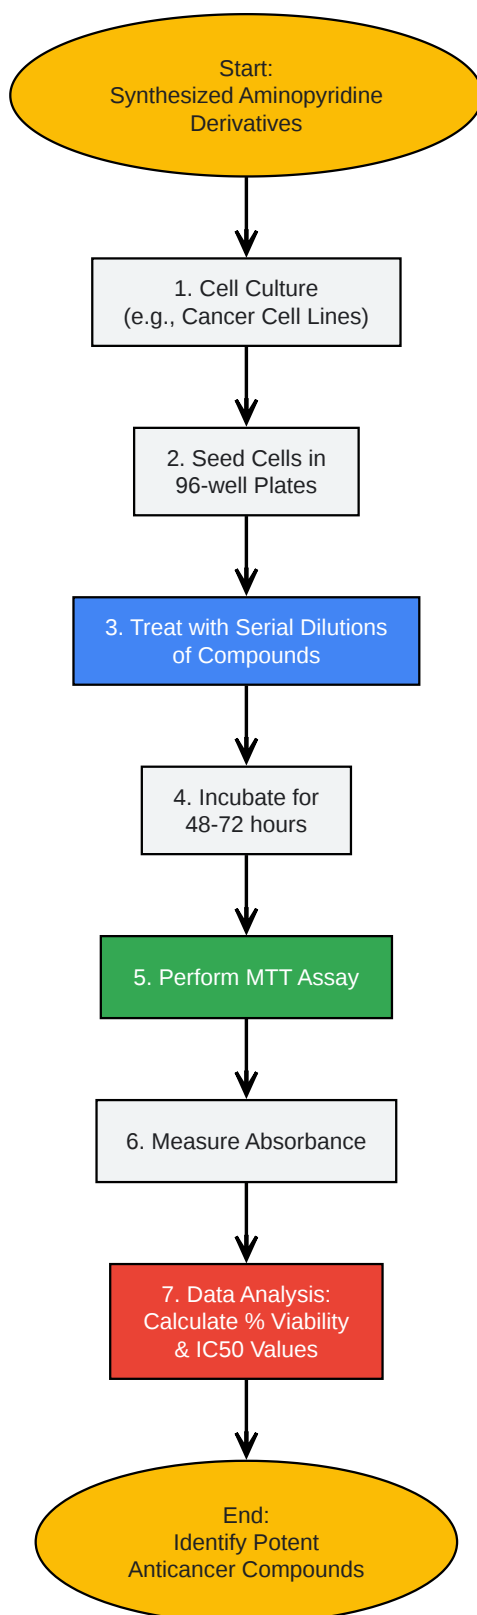 Start:
Synthesized Aminopyridine
Derivatives
1. Cell Culture
(e.g., Cancer Cell Lines)
2. Seed Cells in
96-well Plates
3. Treat with Serial Dilutions
of Compounds
4. Incubate for
48-72 hours
5. Perform MTT Assay
6. Measure Absorbance
7. Data Analysis:
Calculate % Viability
& IC50 Values
End:
Identify Potent
Anticancer Compounds